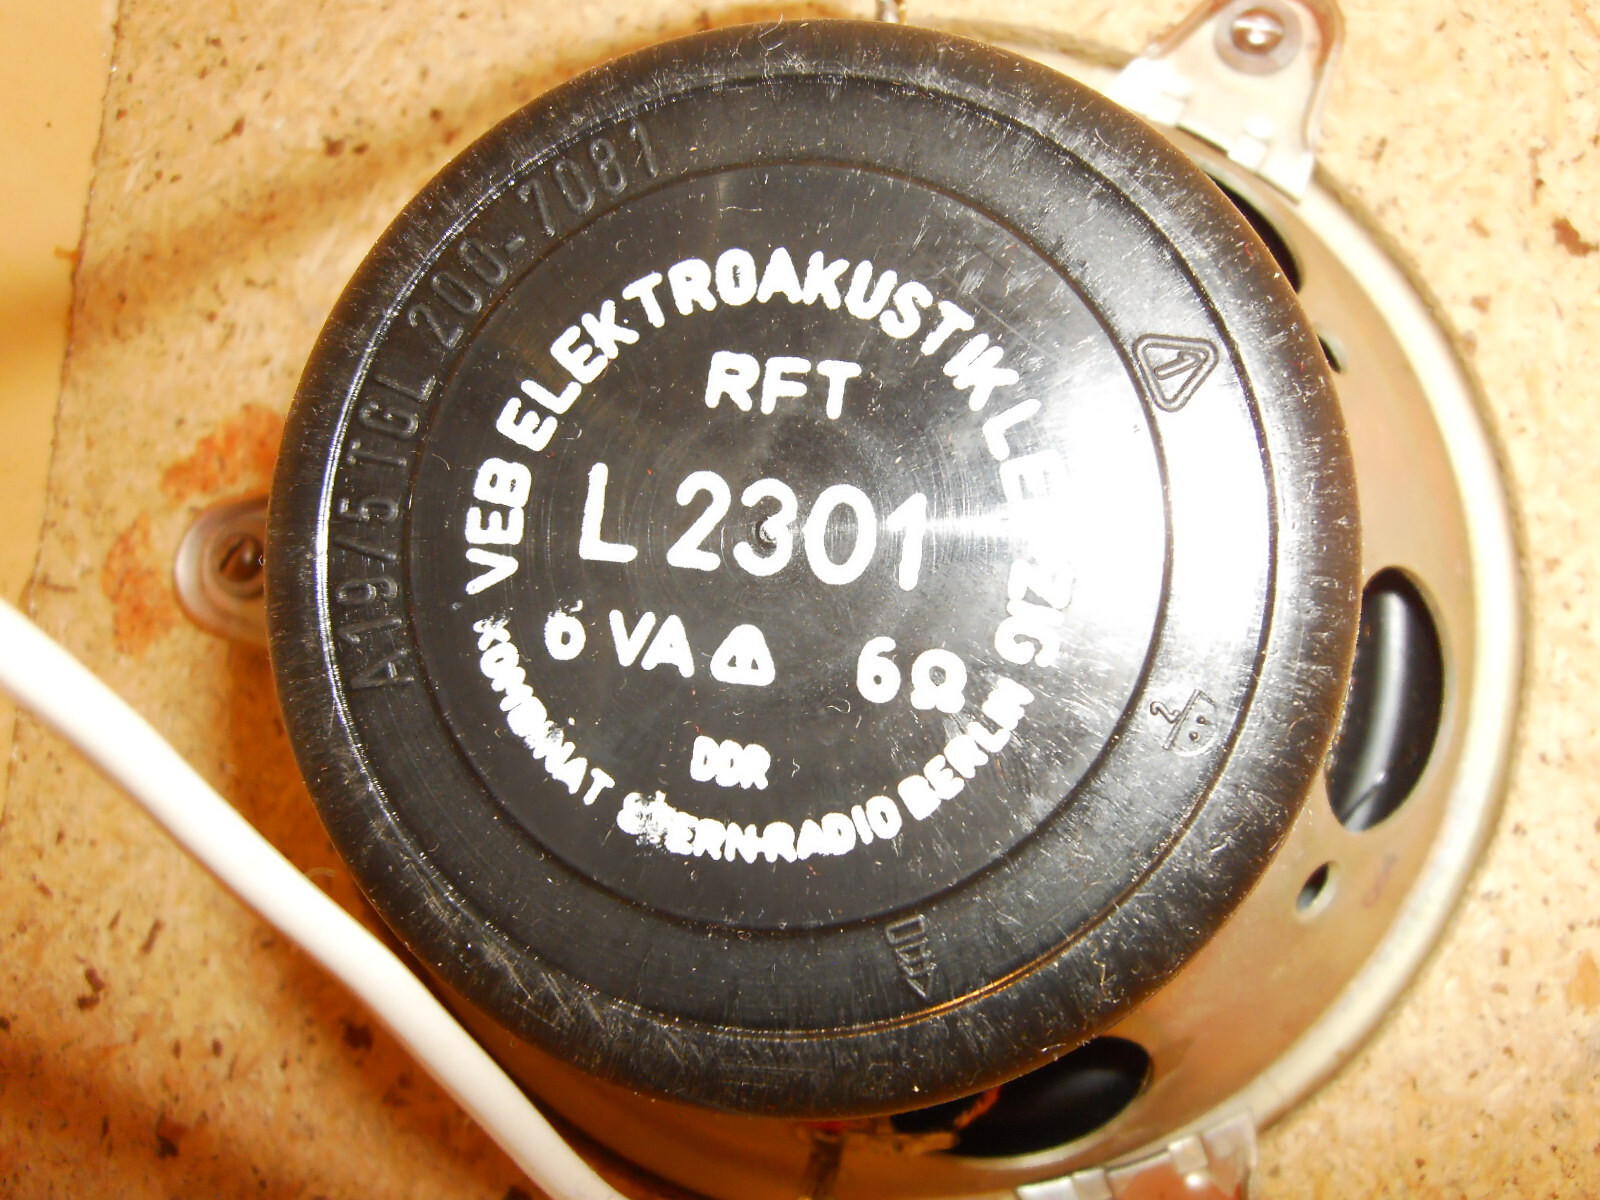 A19/5 TGL 200-7081
VEB ELEKTROAKUSTIK LEIPZIG
RFT
L 2301
6 VA 6Ω
DDR
KOMBINAT STERN-RADIO BERLIN